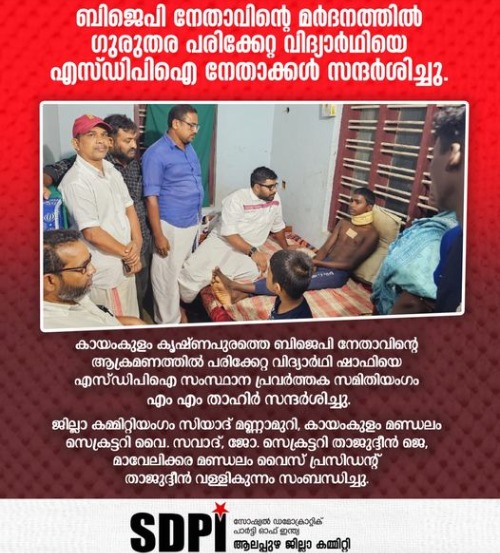 ബിജെപി നേതാവിന്റെ മർദനത്തിൽ
ഗുരുതര പരിക്കേറ്റ വിദ്യാർഥിയെ
എസ്ഡിപിഐ നേതാക്കൾ സന്ദർശിച്ചു.
കായംകുളം കൃഷ്ണപുരത്തെ ബിജെപി നേതാവിന്റെ
ആക്രമണത്തിൽ പരിക്കേറ്റ വിദ്യാർഥി ഷാഫിയെ
എസ്ഡിപിഐ സംസ്ഥാന പ്രവർത്തക സമിതിയംഗം
എം എം താഹിർ സന്ദർശിച്ചു.
ജില്ലാ കമ്മിറ്റിയംഗം സിയാദ് മണ്ണാമുറി, കായംകുളം മണ്ഡലം
സെക്രട്ടറി വൈ. സവാദ്, ജോ. സെക്രട്ടറി താജുദ്ദീൻ ജെ,
മാവേലിക്കര മണ്ഡലം വൈസ് പ്രസിഡന്റ്
താജുദ്ദീൻ വള്ളികുന്നം സംബന്ധിച്ചു.
SDPI
സോഷ്യൽ ഡമോക്രാറ്റിക്
പാർട്ടി ഓഫ് ഇന്ത്യ
ആലപ്പുഴ ജില്ലാ കമ്മിറ്റി